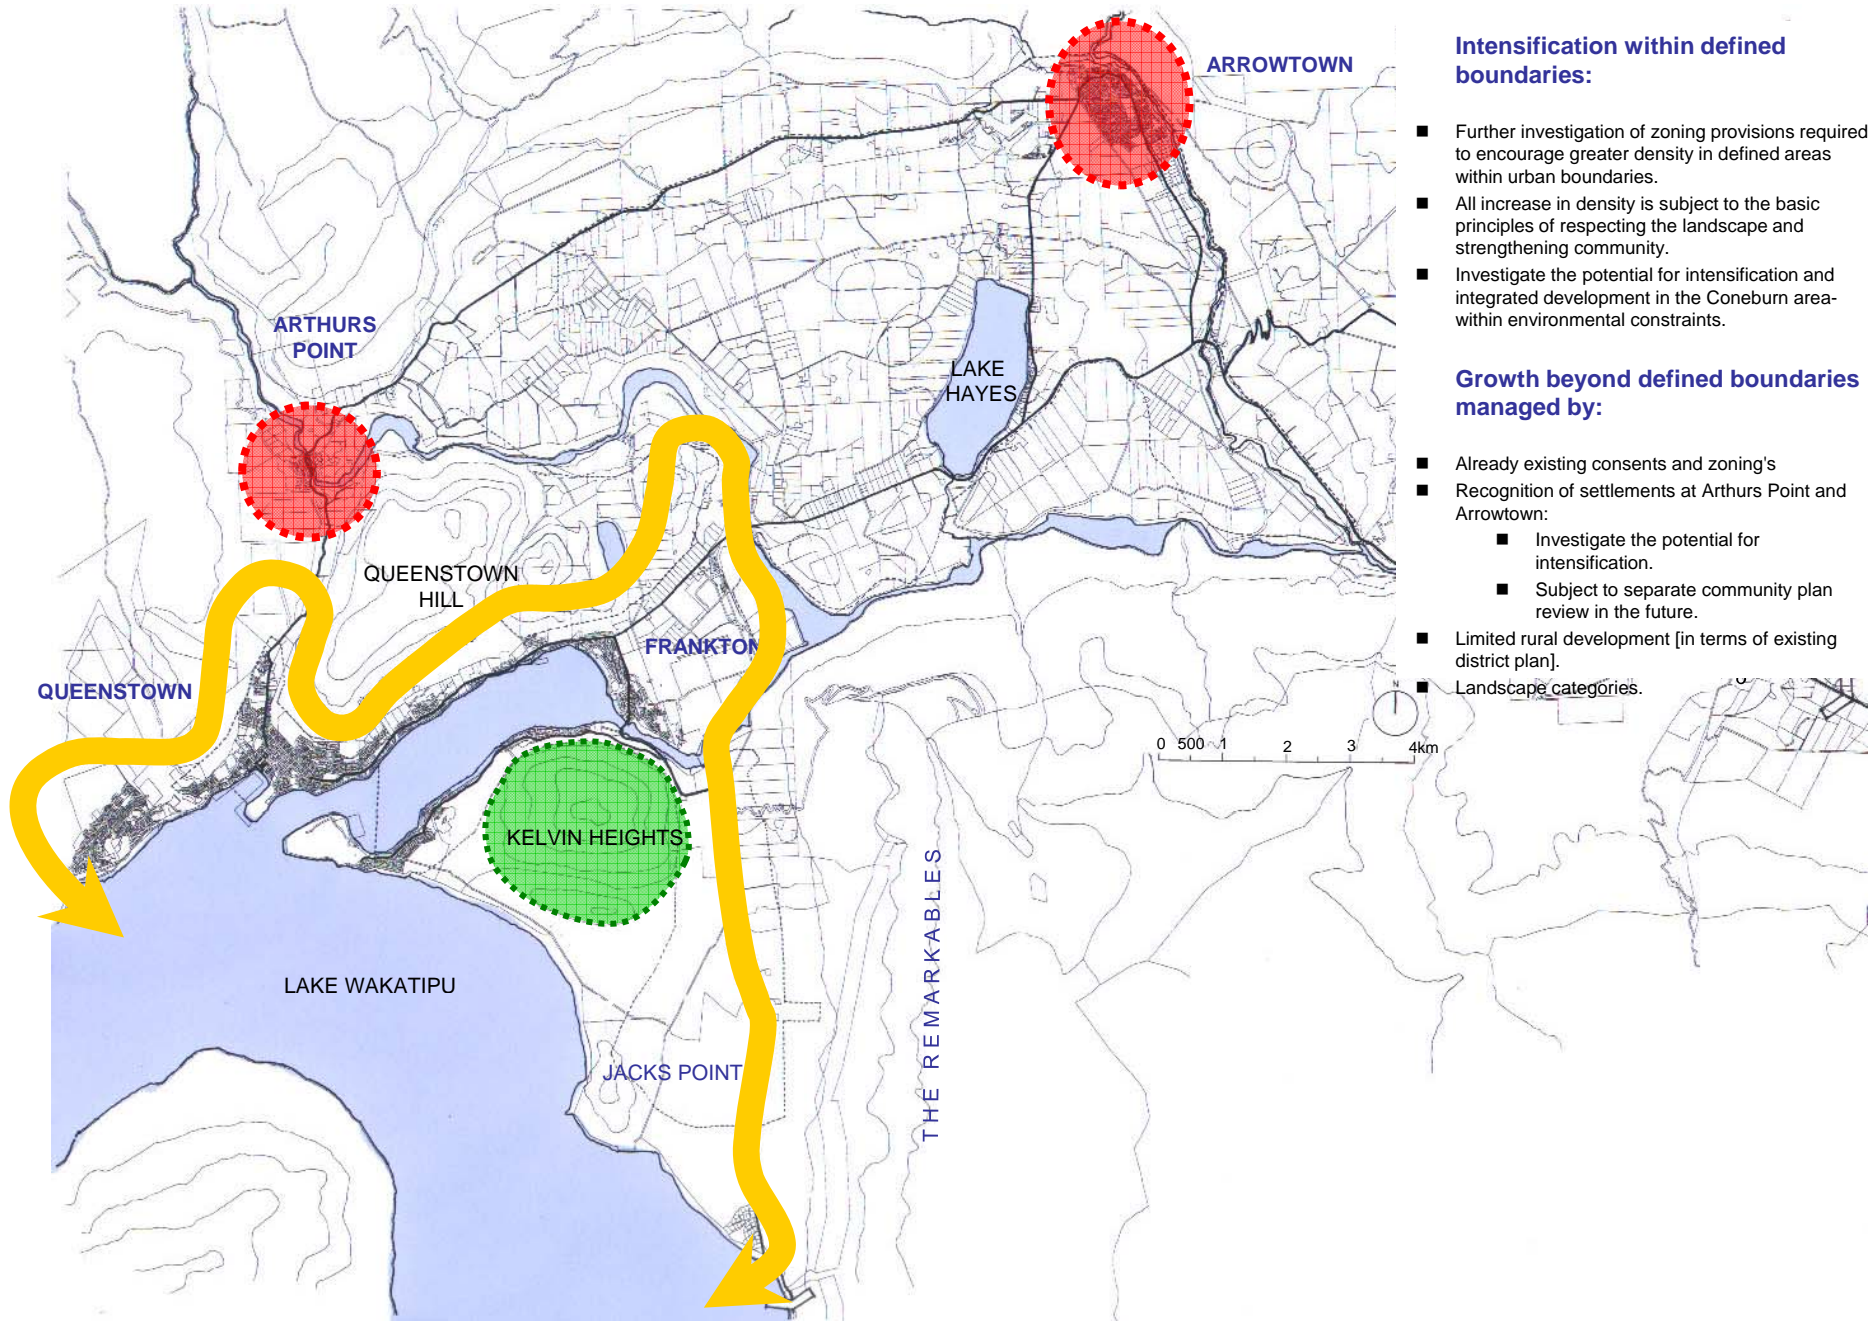 ARROWTOWN
ARTHURS
POINT
LAKE
HAYES
QUEENSTOWN
HILL
FRANKTON
QUEENSTOWN
KELVIN HEIGHTS
LAKE WAKATIPU
JACKS POINT
THE REMARKABLES
N
0 500 1 2 3 4km
Intensification within defined
boundaries:
■ Further investigation of zoning provisions required
to encourage greater density in defined areas
within urban boundaries.
■ All increase in density is subject to the basic
principles of respecting the landscape and
strengthening community.
■ Investigate the potential for intensification and
integrated development in the Coneburn area-
within environmental constraints.
Growth beyond defined boundaries
managed by:
■ Already existing consents and zoning's
■ Recognition of settlements at Arthurs Point and
Arrowtown:
■ Investigate the potential for
intensification.
■ Subject to separate community plan
review in the future.
■ Limited rural development [in terms of existing
district plan].
■ Landscape categories.